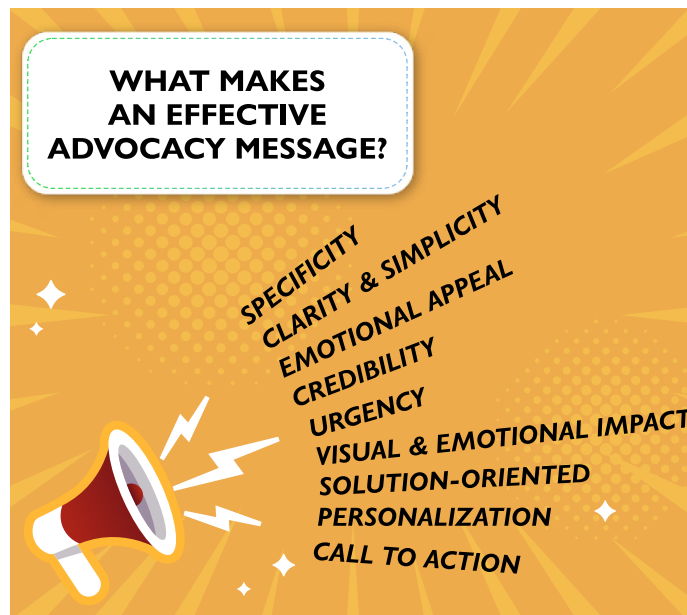 WHAT MAKES
AN EFFECTIVE
ADVOCACY MESSAGE?
SPECIFICITY
CLARITY & SIMPLICITY
EMOTIONAL APPEAL
CREDIBILITY
URGENCY
VISUAL & EMOTIONAL IMPACT
SOLUTION-ORIENTED
PERSONALIZATION
CALL TO ACTION